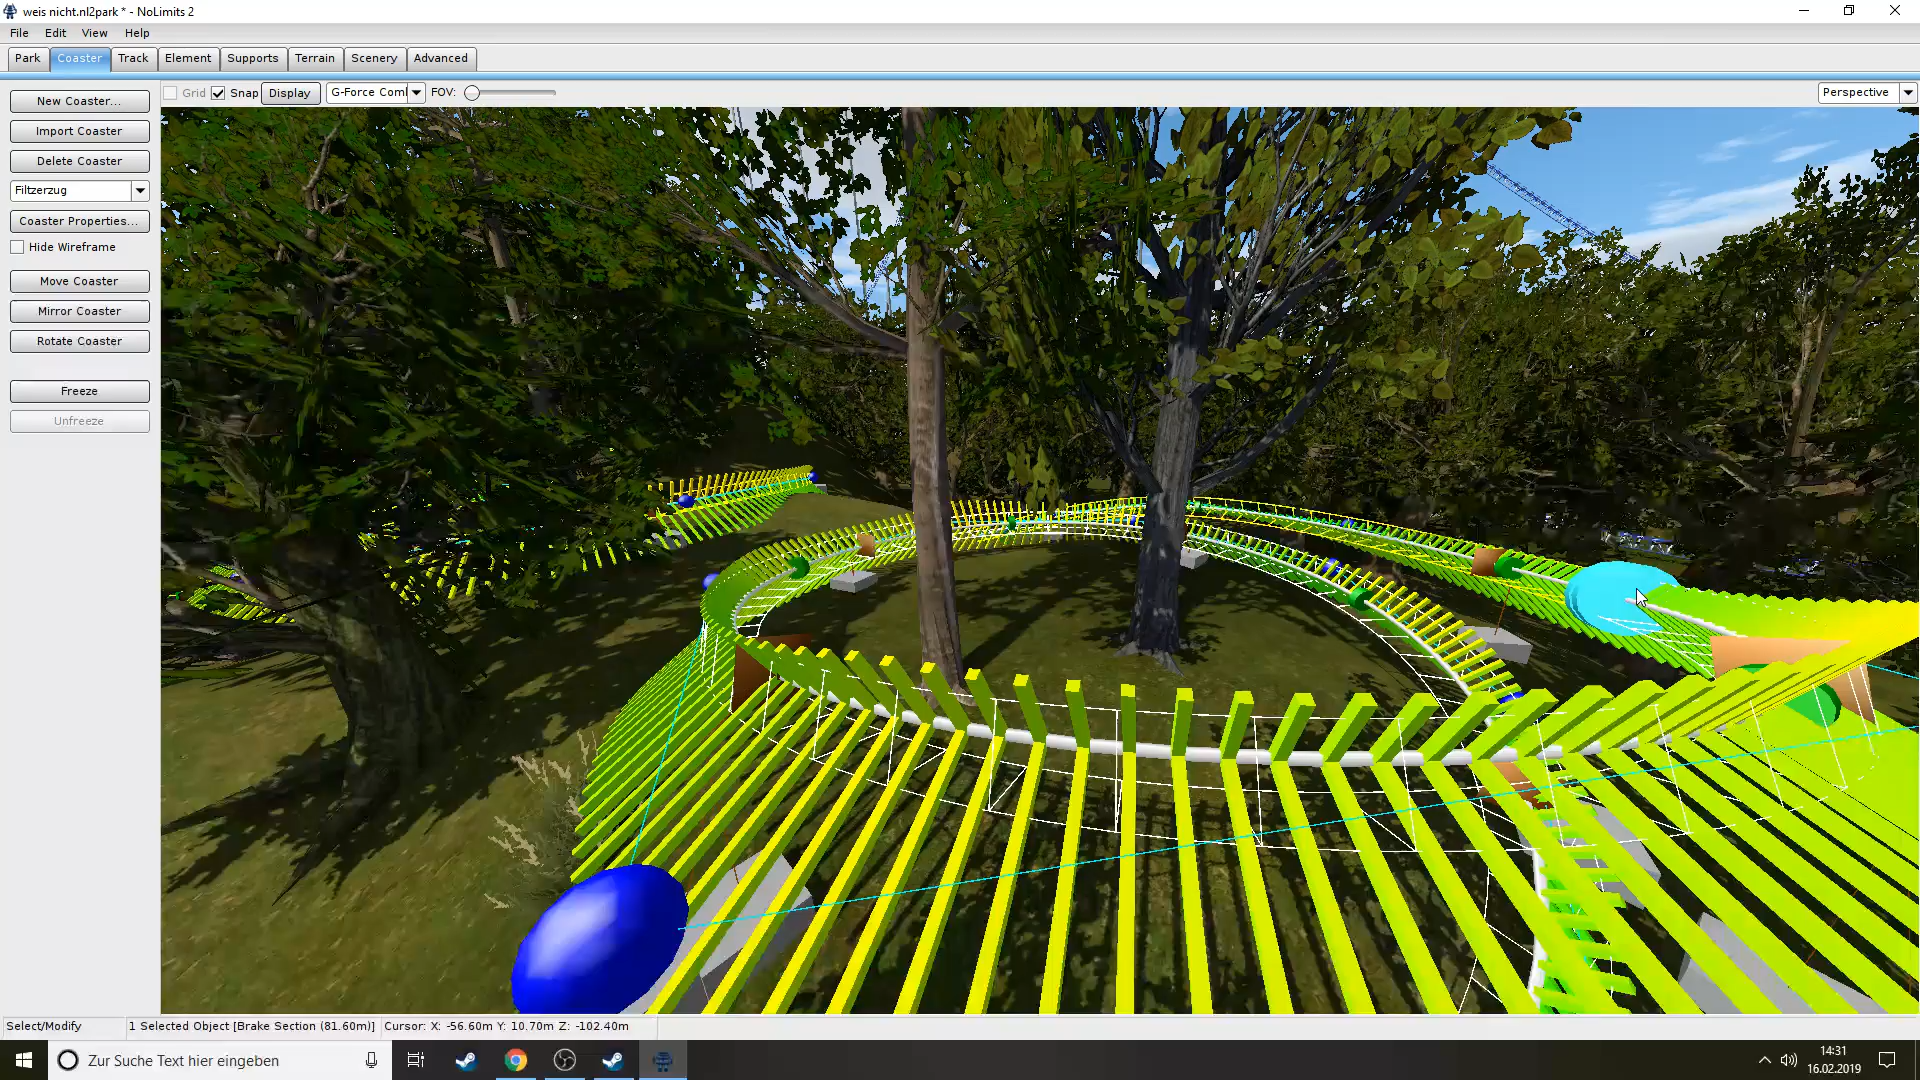 weis nicht.nl2park * - NoLimits 2
File Edit View Help
Park Coaster Track Element Supports Terrain Scenery Advanced
New Coaster...
Import Coaster
Delete Coaster
Filtzerzug
Coaster Properties...
Hide Wireframe
Move Coaster
Mirror Coaster
Rotate Coaster
Freeze
Unfreeze
Grid Snap Display G-Force Coml FOV: Perspective
Select/Modify 1 Selected Object [Brake Section (81.60m)] Cursor: X: -56.60m Y: 10.70m Z: -102.40m
Zur Suche Text hier eingeben
14:31
16.02.2019